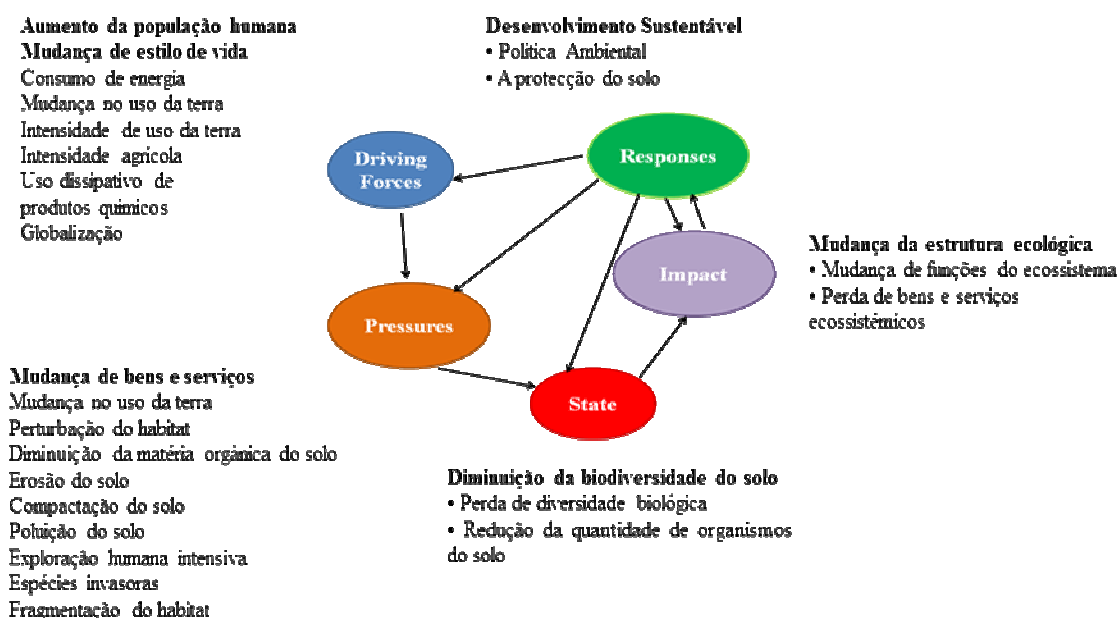 Aumento da população humana
Mudança de estilo de vida
Consumo de energia
Mudança no uso da terra
Intensidade de uso da terra
Intensidade agrícola
Uso dissipativo de
produtos químicos
Globalização
Desenvolvimento Sustentável
• Política Ambiental
• A protecção do solo
Driving
Forces
Responses
Impact
Pressures
State
Mudança da estrutura ecológica
• Mudança de funções do ecossistema
• Perda de bens e serviços
ecossistêmicos
Mudança de bens e serviços
Mudança no uso da terra
Perturbação do habitat
Diminuição da matéria orgânica do solo
Erosão do solo
Compactação do solo
Poluição do solo
Exploração humana intensiva
Espécies invasoras
Fragmentação do habitat
Diminuição da biodiversidade do solo
• Perda de diversidade biológica
• Redução da quantidade de organismos
do solo